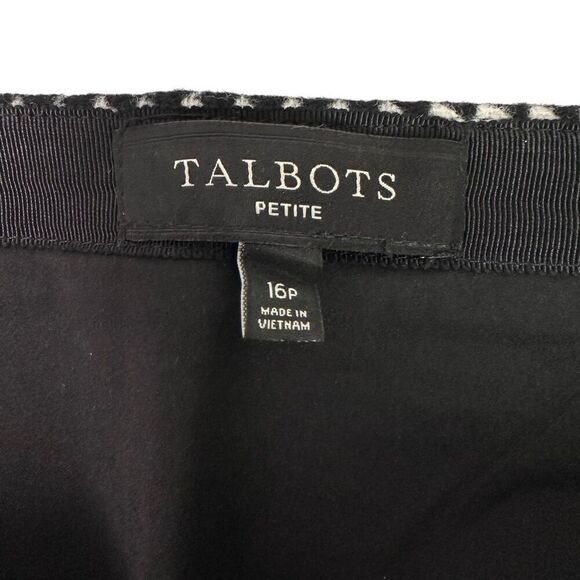 TALBOTS
PETITE
16P
MADE IN
VIETNAM